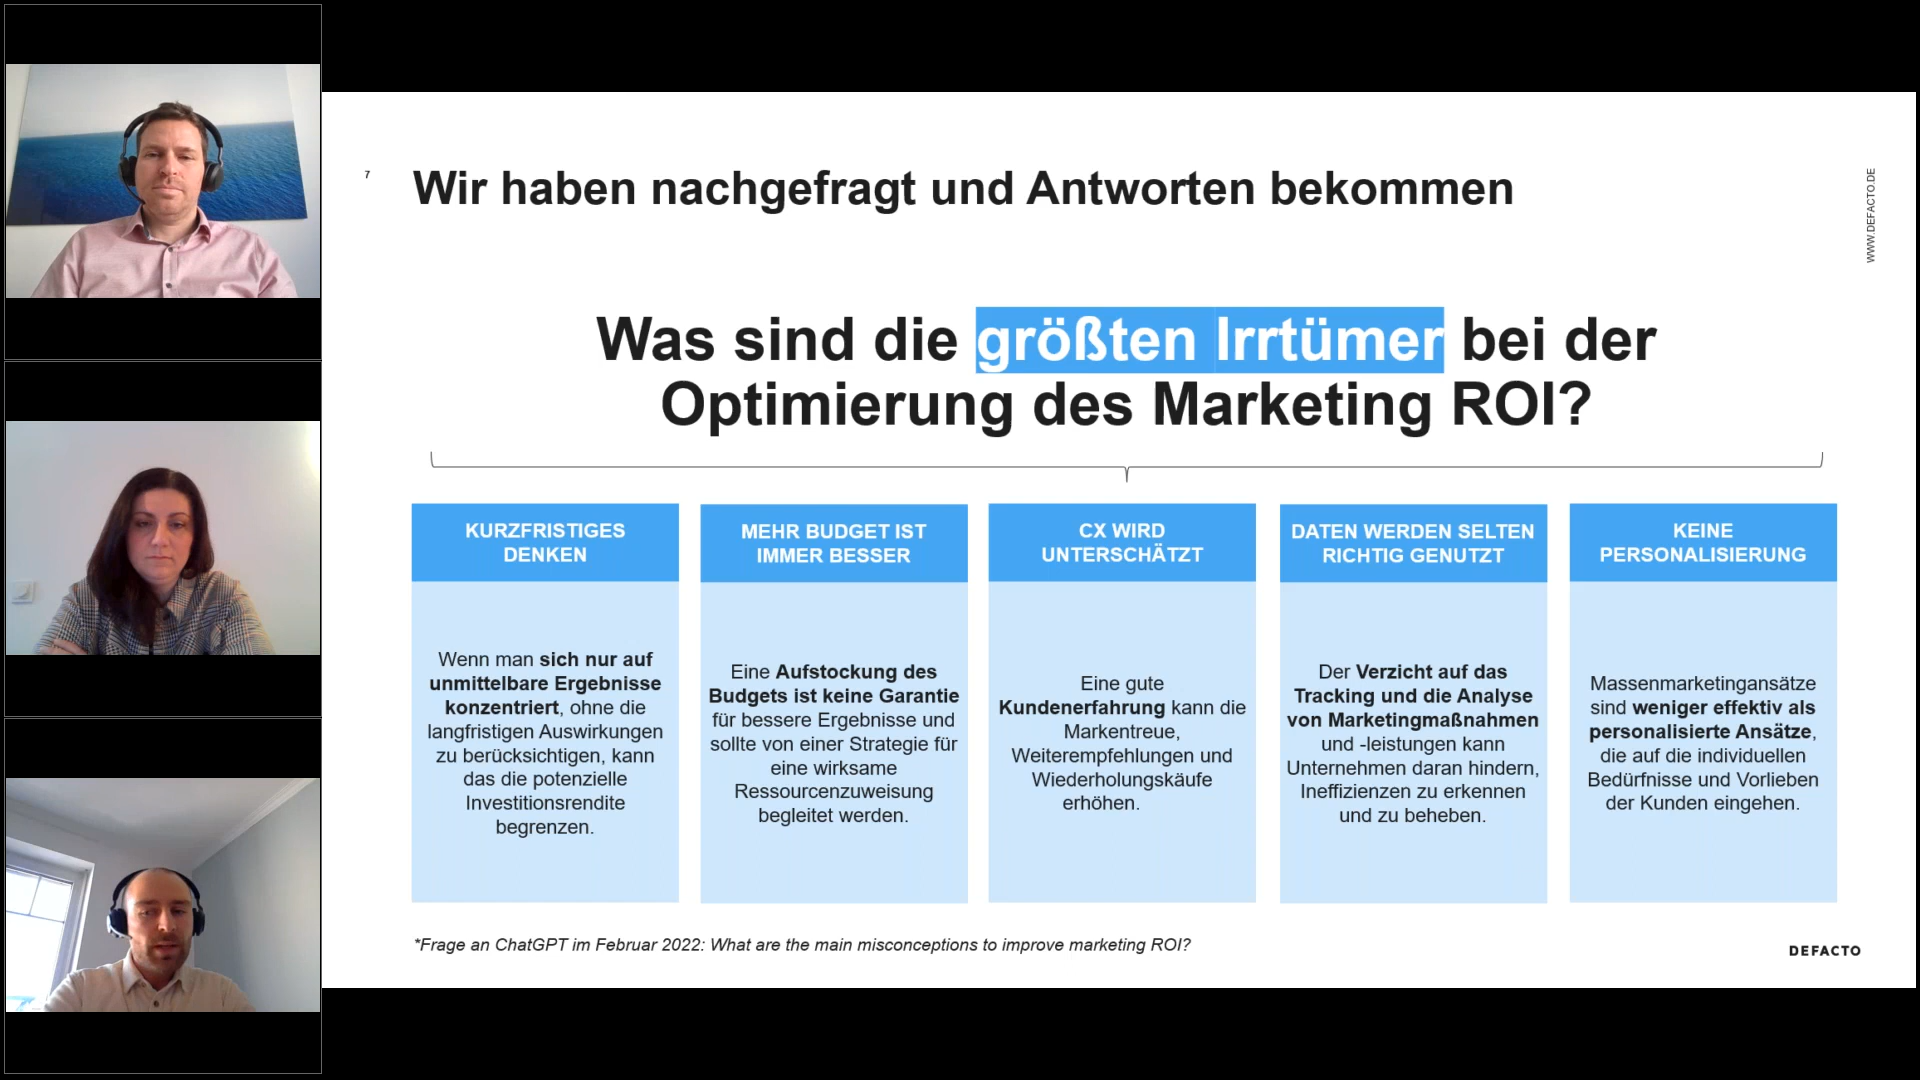 7
Wir haben nachgefragt und Antworten bekommen
WWW.DEFACTO.DE
Was sind die größten Irrtümer bei der
Optimierung des Marketing ROI?
KURZFRISTIGES
DENKEN
Wenn man sich nur auf
unmittelbare Ergebnisse
konzentriert, ohne die
langfristigen Auswirkungen
zu berücksichtigen, kann
das die potenzielle
Investitionsrendite
begrenzen.
MEHR BUDGET IST
IMMER BESSER
Eine Aufstockung des
Budgets ist keine Garantie
für bessere Ergebnisse und
sollte von einer Strategie für
eine wirksame
Ressourcenzuweisung
begleitet werden.
CX WIRD
UNTERSCHÄTZT
Eine gute
Kundenerfahrung kann die
Markentreue,
Weiterempfehlungen und
Wiederholungskäufe
erhöhen.
DATEN WERDEN SELTEN
RICHTIG GENUTZT
Der Verzicht auf das
Tracking und die Analyse
von Marketingmaßnahmen
und -leistungen kann
Unternehmen daran hindern,
Ineffizienzen zu erkennen
und zu beheben.
KEINE
PERSONALISIERUNG
Massenmarketingansätze
sind weniger effektiv als
personalisierte Ansätze,
die auf die individuellen
Bedürfnisse und Vorlieben
der Kunden eingehen.
*Frage an ChatGPT im Februar 2022: What are the main misconceptions to improve marketing ROI?
DEFACTO